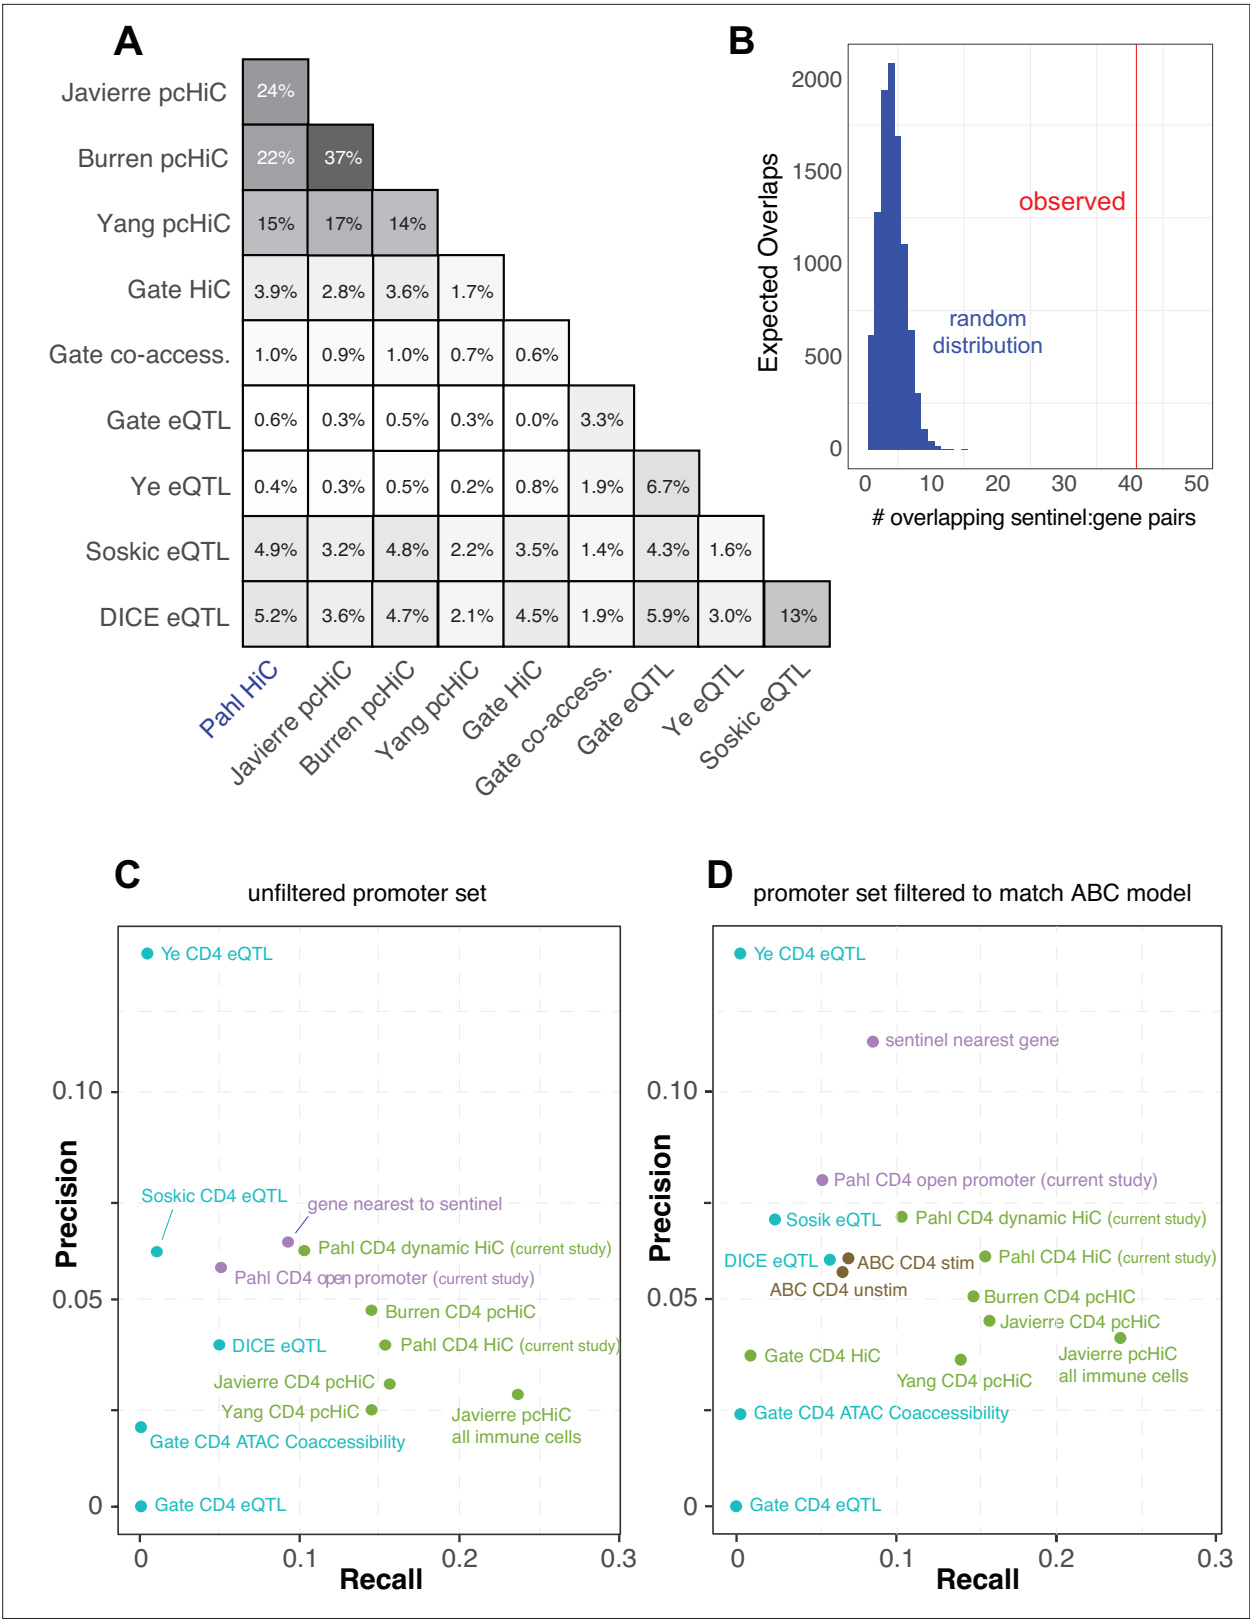 A
Javierre pcHiC 24%
Burren pcHiC 22% 37%
Yang pcHiC 15% 17% 14%
Gate HiC 3.9% 2.8% 3.6% 1.7%
Gate co-access. 1.0% 0.9% 1.0% 0.7% 0.6%
Gate eQTL 0.6% 0.3% 0.5% 0.3% 0.0% 3.3%
Ye eQTL 0.4% 0.3% 0.5% 0.2% 0.8% 1.9% 6.7%
Soskic eQTL 4.9% 3.2% 4.8% 2.2% 3.5% 1.4% 4.3% 1.6%
DICE eQTL 5.2% 3.6% 4.7% 2.1% 4.5% 1.9% 5.9% 3.0% 13%
Pahl HiC
Javierre pcHiC
Burren pcHiC
Yang pcHiC
Gate HiC
Gate co-access.
Gate eQTL
Ye eQTL
Soskic eQTL
B
Expected Overlaps
2000
1500
1000
500
0
observed
random
distribution
0 10 20 30 40 50
# overlapping sentinel:gene pairs
C
unfiltered promoter set
Precision
0.10
0.05
0
Ye CD4 eQTL
Soskic CD4 eQTL
gene nearest to sentinel
Pahl CD4 dynamic HiC (current study)
Pahl CD4 open promoter (current study)
Burren CD4 pcHiC
DICE eQTL
Pahl CD4 HiC (current study)
Javierre CD4 pcHiC
Yang CD4 pcHiC
Javierre pcHiC
all immune cells
Gate CD4 ATAC Coaccessibility
Gate CD4 eQTL
0 0.1 0.2 0.3
Recall
D
promoter set filtered to match ABC model
Precision
0.10
0.05
0
Ye CD4 eQTL
sentinel nearest gene
Pahl CD4 open promoter (current study)
Sosik eQTL
Pahl CD4 dynamic HiC (current study)
DICE eQTL
ABC CD4 stim
Pahl CD4 HiC (current study)
ABC CD4 unstim
Burren CD4 pcHIC
Javierre CD4 pcHiC
Gate CD4 HiC
Javierre pcHiC
all immune cells
Yang CD4 pcHiC
Gate CD4 ATAC Coaccessibility
Gate CD4 eQTL
0 0.1 0.2 0.3
Recall